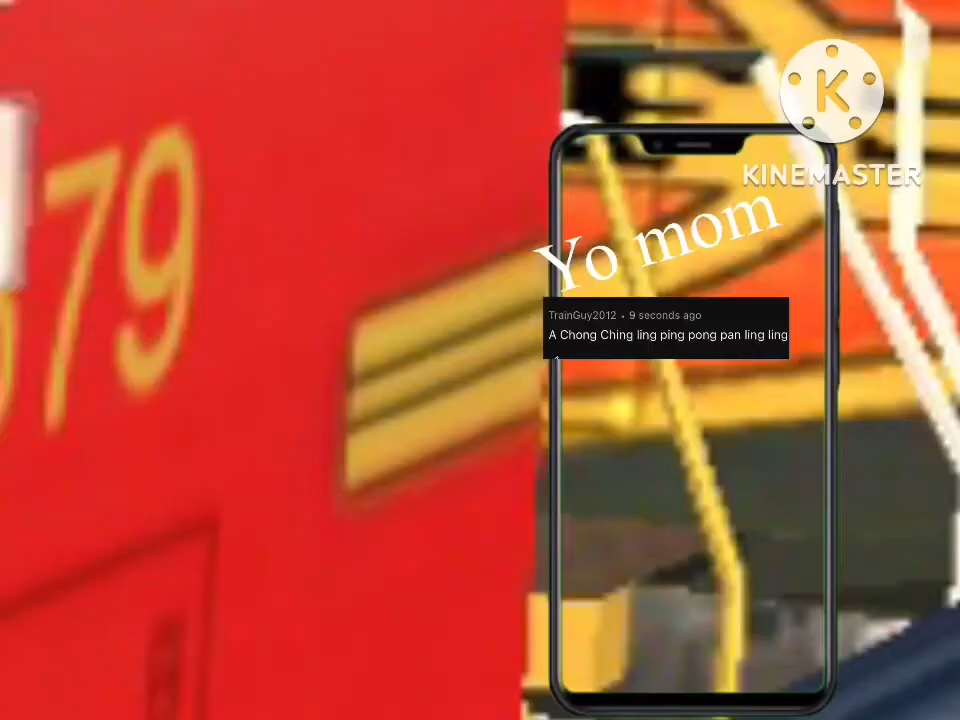 79
KINEMASTER
Yo mom
TrainGuy2012 • 9 seconds ago
A Chong Ching ling ping pong pan ling ling